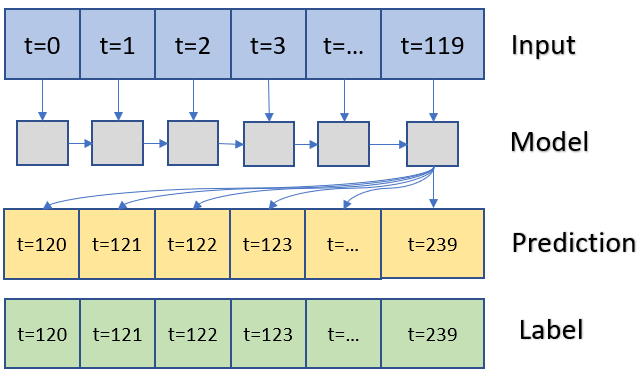 t=0 t=1 t=2 t=3 t=... t=119 Input
Model
t=120 t=121 t=122 t=123 t=... t=239 Prediction
t=120 t=121 t=122 t=123 t=... t=239 Label